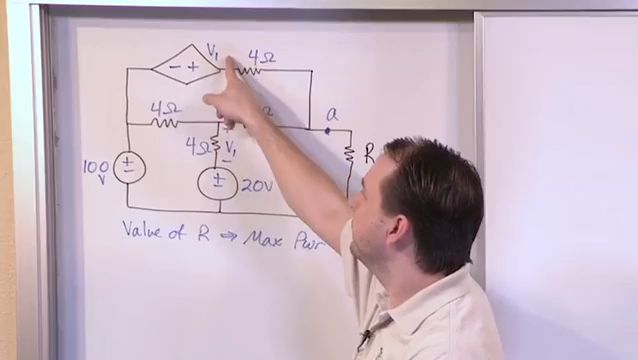 V₁ 4Ω
- +
4Ω Ω a
+
4Ω V₁ R
-
100 V ± ± 20V
Value of R ⇒ Max Pwr